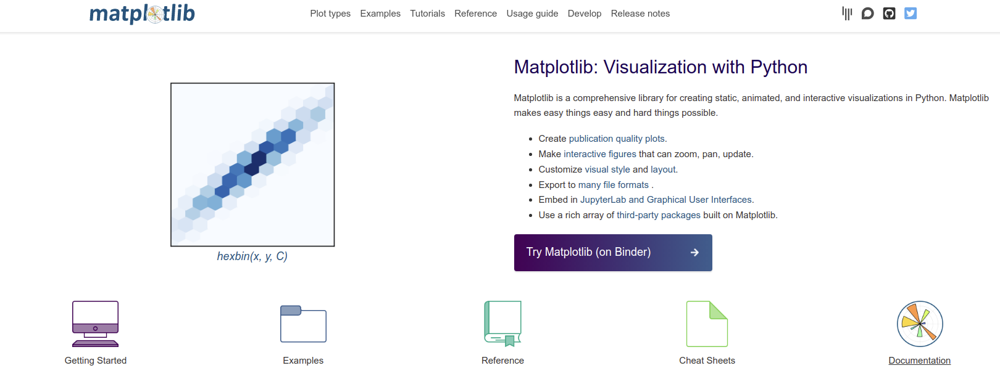 matplotlib
Plot types Examples Tutorials Reference Usage guide Develop Release notes
Matplotlib: Visualization with Python
Matplotlib is a comprehensive library for creating static, animated, and interactive visualizations in Python. Matplotlib
makes easy things easy and hard things possible.
Create publication quality plots.
Make interactive figures that can zoom, pan, update.
Customize visual style and layout.
Export to many file formats .
Embed in JupyterLab and Graphical User Interfaces.
Use a rich array of third-party packages built on Matplotlib.
Try Matplotlib (on Binder)
hexbin(x, y, C)
Getting Started
Examples
Reference
Cheat Sheets
Documentation